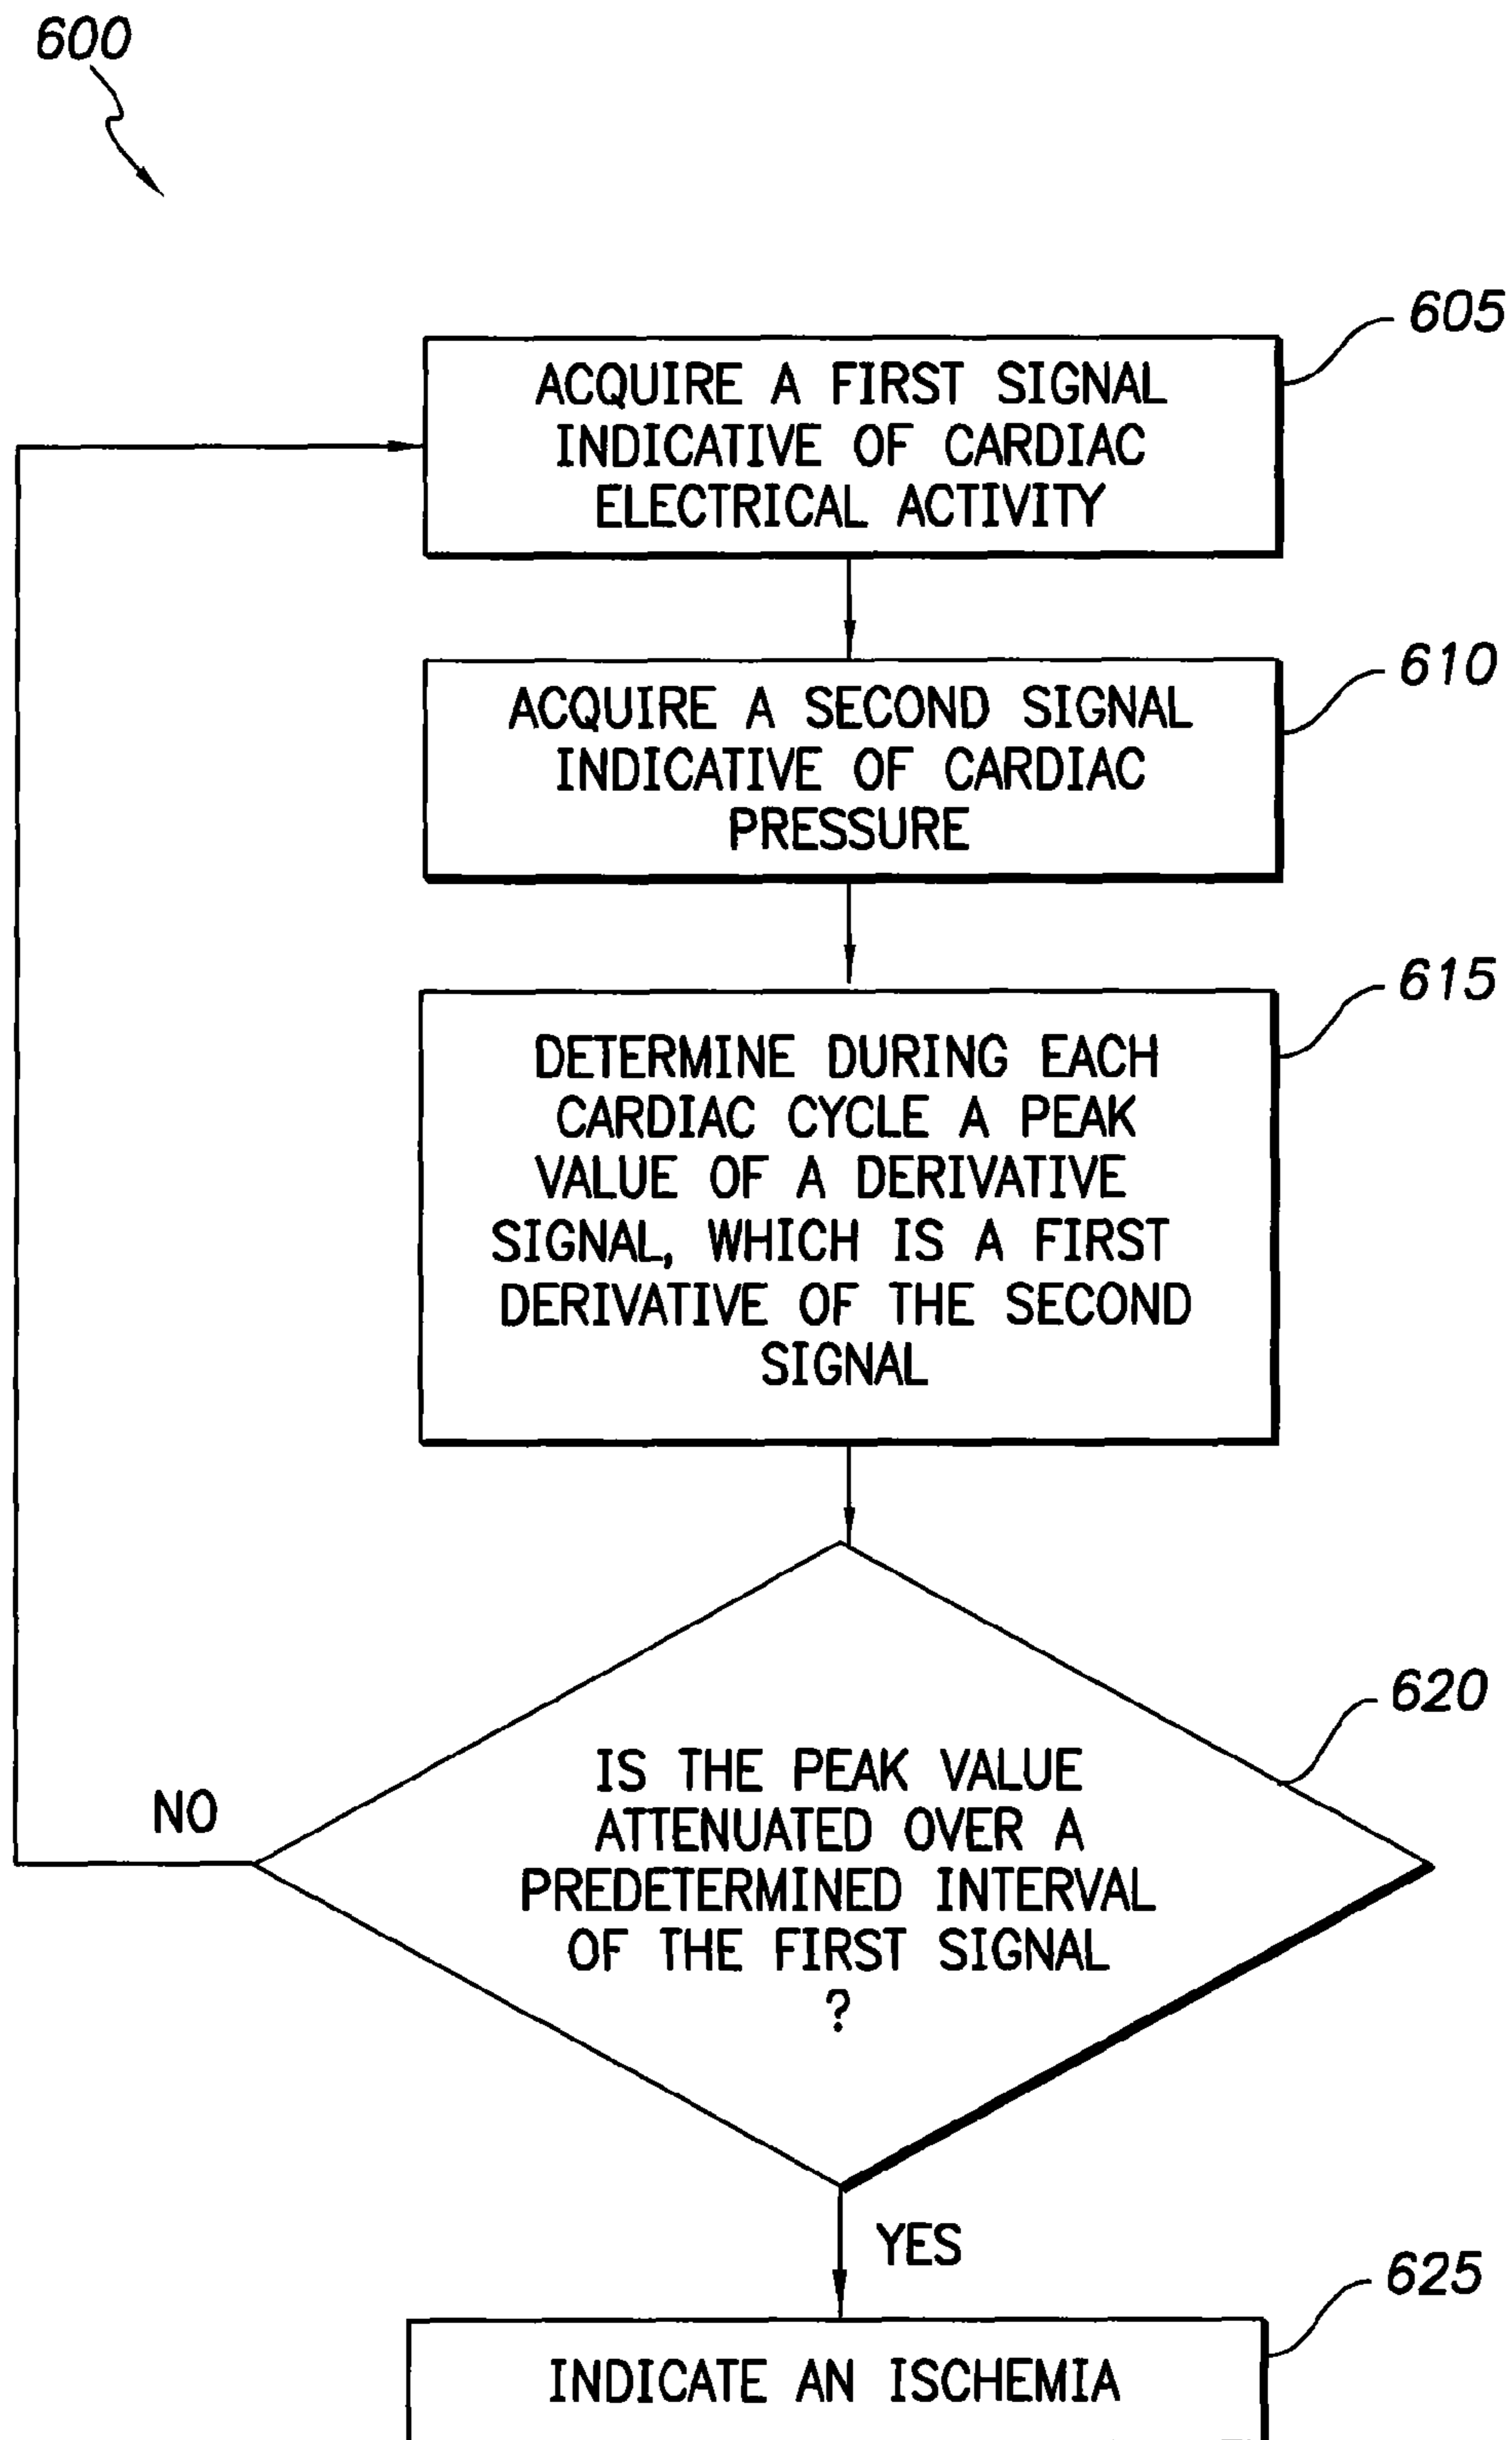 600
605
ACQUIRE A FIRST SIGNAL
INDICATIVE OF CARDIAC
ELECTRICAL ACTIVITY
610
ACQUIRE A SECOND SIGNAL
INDICATIVE OF CARDIAC
PRESSURE
615
DETERMINE DURING EACH
CARDIAC CYCLE A PEAK
VALUE OF A DERIVATIVE
SIGNAL, WHICH IS A FIRST
DERIVATIVE OF THE SECOND
SIGNAL
620
IS THE PEAK VALUE
ATTENUATED OVER A
PREDETERMINED INTERVAL
OF THE FIRST SIGNAL
?
NO
YES
625
INDICATE AN ISCHEMIA